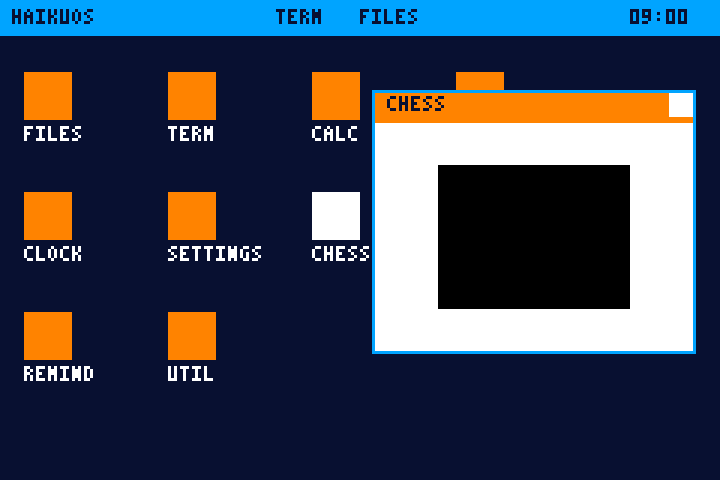 HAIKUOS TERM FILES 09:00
CHESS
FILES TERM CALC
CLOCK SETTINGS CHESS
REMIND UTIL